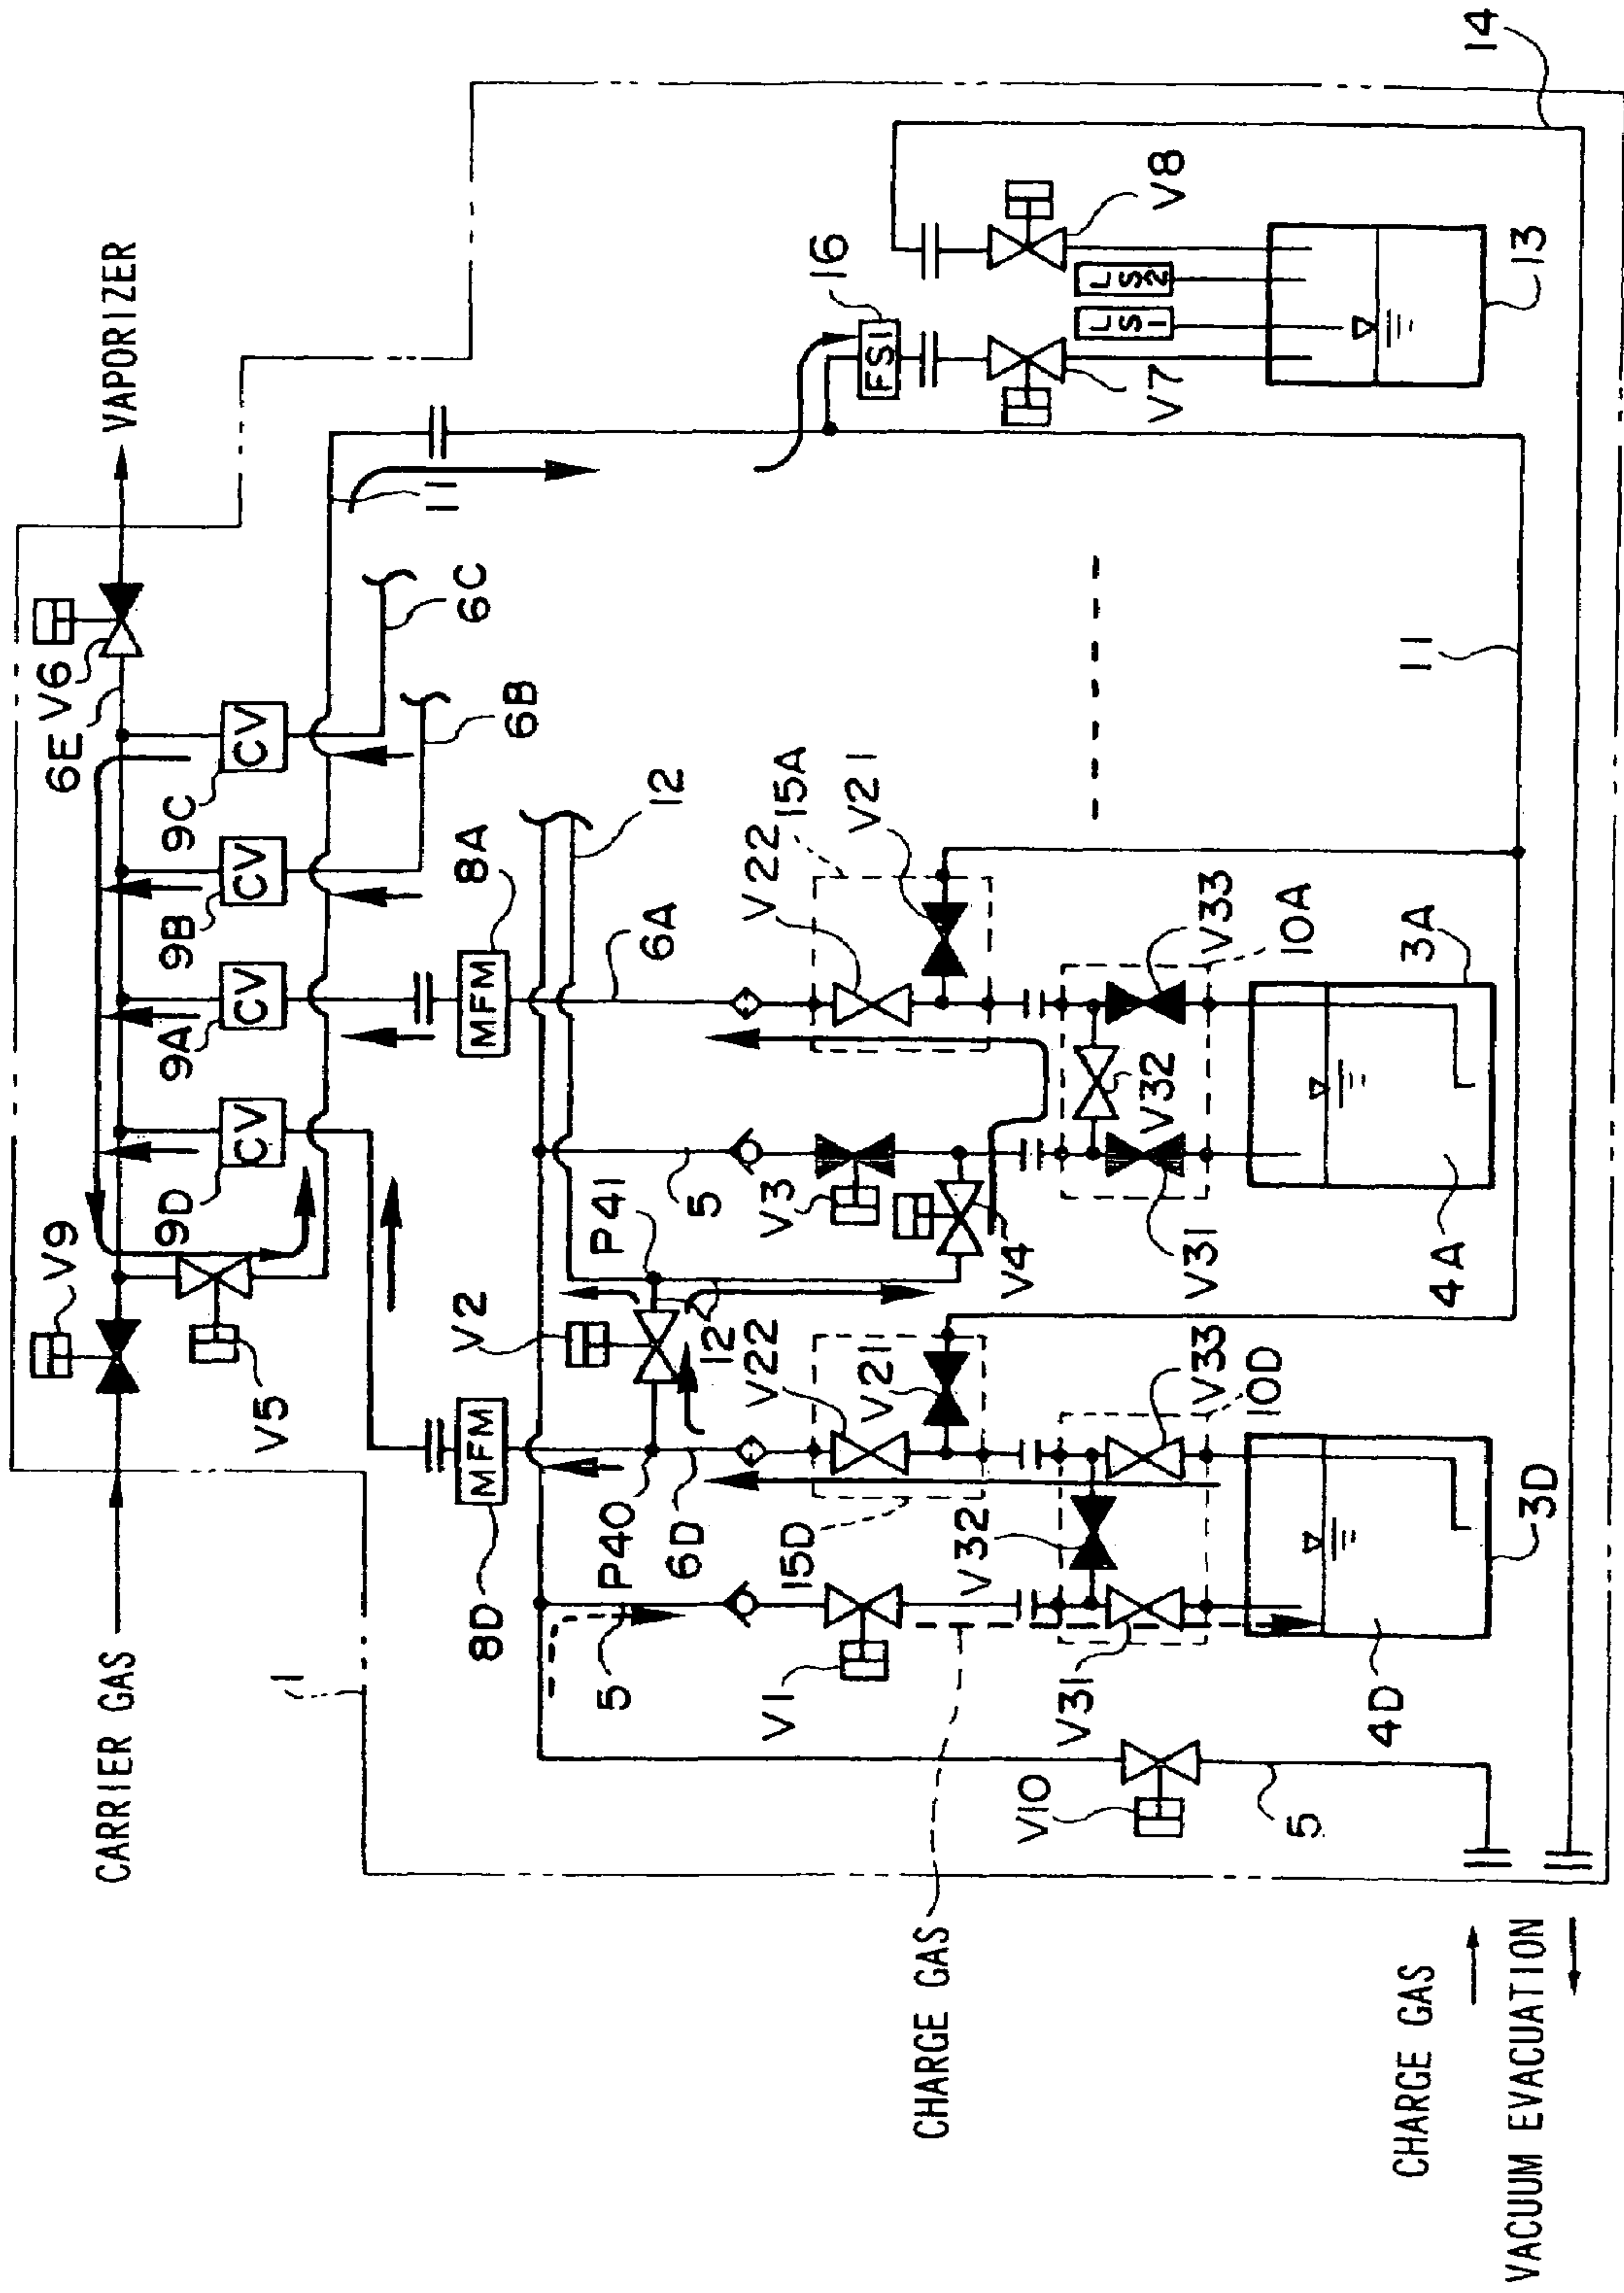 CARRIER GAS
VAPORIZER
V9
V5
V6
6E
9D
CV
9A
CV
9B
CV
9C
CV
6C
6B
11
1
8D
MFM
8A
MFM
V2
P40
P41
12
12
5
6D
5
6A
V1
V22
V21
15D
V3
V4
V22
15A
V21
V32
V33
10D
V31
V32
V33
10A
V31
4D
3D
4A
3A
V10
5
11
16
FS1
V7
V8
LS1
LS2
13
14
CHARGE GAS
CHARGE GAS
VACUUM EVACUATION